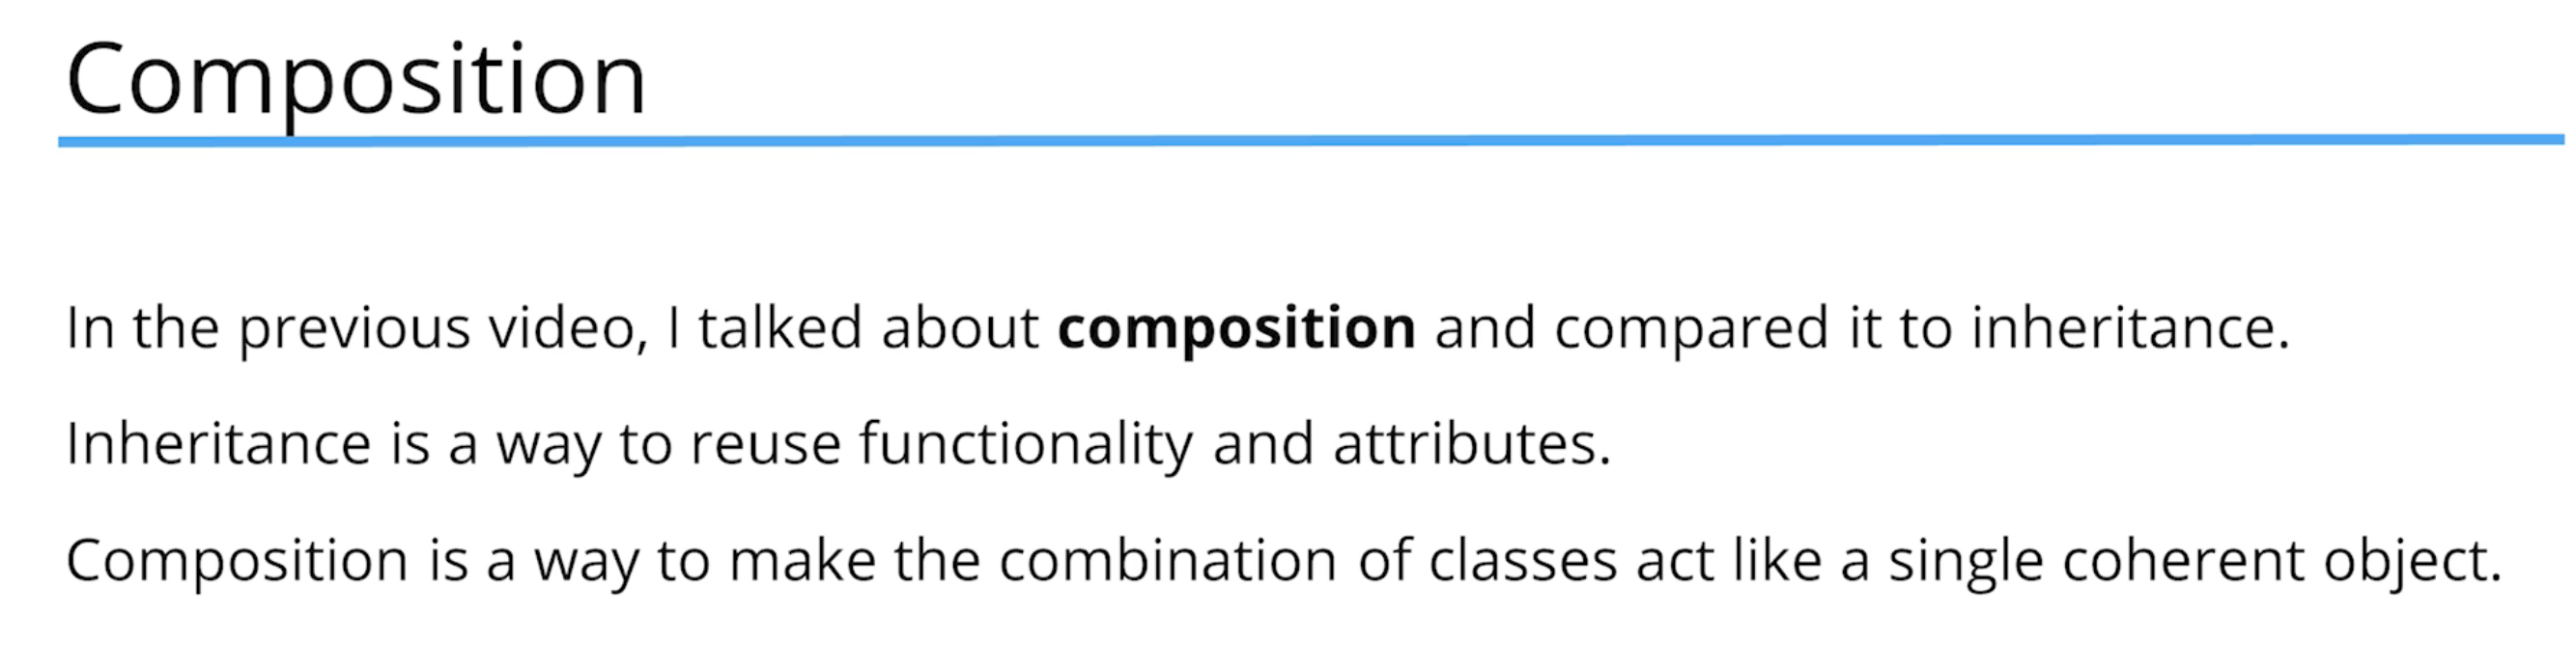 Composition
In the previous video, I talked about composition and compared it to inheritance.
Inheritance is a way to reuse functionality and attributes.
Composition is a way to make the combination of classes act like a single coherent object.